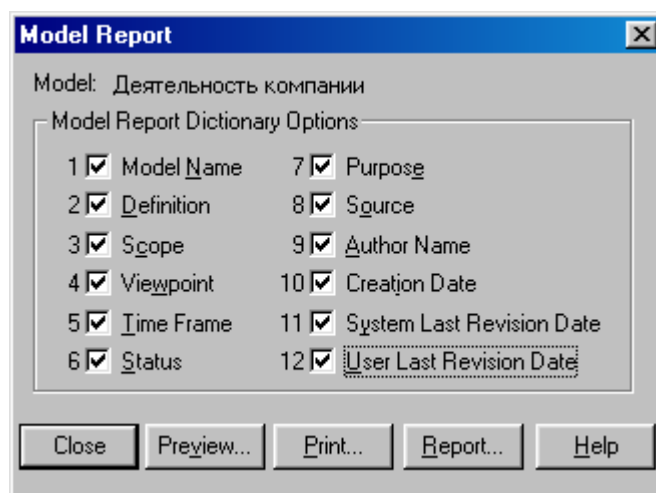 Model Report
Model: Деятельность компании
Model Report Dictionary Options
1 Model Name 7 Purpose
2 Definition 8 Source
3 Scope 9 Author Name
4 Viewpoint 10 Creation Date
5 Time Frame 11 System Last Revision Date
6 Status 12 User Last Revision Date
Close Preview... Print... Report... Help